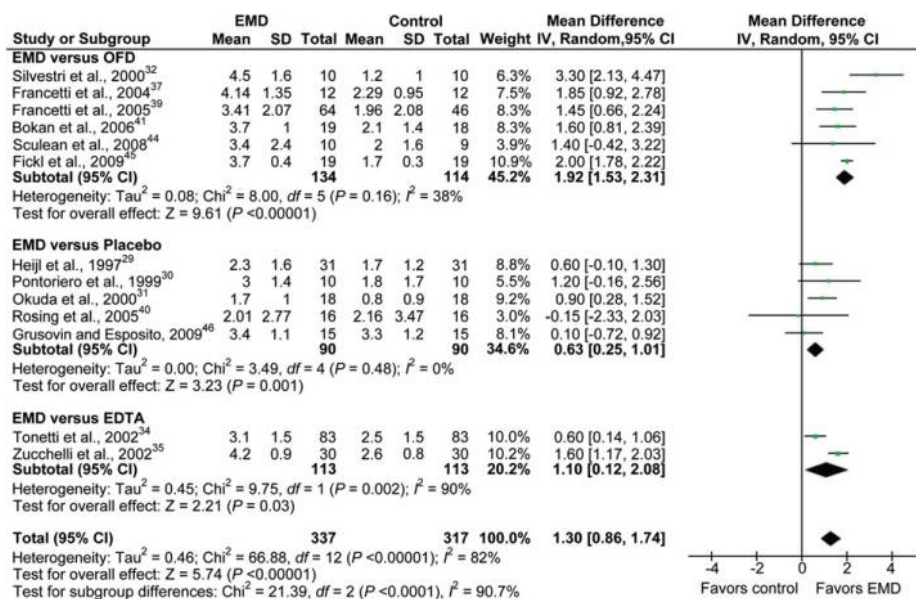 EMD Control Mean Difference Mean Difference
Study or Subgroup Mean SD Total Mean SD Total Weight IV, Random,95% CI IV, Random,95% CI
EMD versus OFD
Silvestri et al., 2000³² 4.5 1.6 10 1.2 1 10 6.3% 3.30 [2.13, 4.47]
Francetti et al., 2004³⁷ 4.14 1.35 12 2.29 0.95 12 7.5% 1.85 [0.92, 2.78]
Francetti et al., 2005³⁹ 3.41 2.07 64 1.96 2.08 46 8.3% 1.45 [0.66, 2.24]
Bokan et al., 2006⁴¹ 3.7 1 19 2.1 1.4 18 8.3% 1.60 [0.81, 2.39]
Sculean et al., 2008⁴⁴ 3.4 2.4 10 2 1.6 9 3.9% 1.40 [-0.42, 3.22]
Fickl et al., 2009⁴⁵ 3.7 0.4 19 1.7 0.3 19 10.9% 2.00 [1.78, 2.22]
Subtotal (95% CI) 134 114 45.2% 1.92 [1.53, 2.31]
Heterogeneity: Tau² = 0.08; Chi² = 8.00, df = 5 (P = 0.16); I² = 38%
Test for overall effect: Z = 9.61 (P <0.00001)
EMD versus Placebo
Heijl et al., 1997²⁹ 2.3 1.6 31 1.7 1.2 31 8.8% 0.60 [-0.10, 1.30]
Pontoriero et al., 1999³⁰ 3 1.4 10 1.8 1.7 10 5.5% 1.20 [-0.16, 2.56]
Okuda et al., 2000³¹ 1.7 1 18 0.8 0.9 18 9.2% 0.90 [0.28, 1.52]
Rosing et al., 2005⁴⁰ 2.01 2.77 16 2.16 3.47 16 3.0% -0.15 [-2.33, 2.03]
Grusovin and Esposito, 2009⁴⁶ 3.4 1.1 15 3.3 1.2 15 8.1% 0.10 [-0.72, 0.92]
Subtotal (95% CI) 90 90 34.6% 0.63 [0.25, 1.01]
Heterogeneity: Tau² = 0.00; Chi² = 3.49, df = 4 (P = 0.48); I² = 0%
Test for overall effect: Z = 3.23 (P = 0.001)
EMD versus EDTA
Tonetti et al., 2002³⁴ 3.1 1.5 83 2.5 1.5 83 10.0% 0.60 [0.14, 1.06]
Zucchelli et al., 2002³⁵ 4.2 0.9 30 2.6 0.8 30 10.2% 1.60 [1.17, 2.03]
Subtotal (95% CI) 113 113 20.2% 1.10 [0.12, 2.08]
Heterogeneity: Tau² = 0.45; Chi² = 9.75, df = 1 (P = 0.002); I² = 90%
Test for overall effect: Z = 2.21 (P = 0.03)
Total (95% CI) 337 317 100.0% 1.30 [0.86, 1.74]
Heterogeneity: Tau² = 0.46; Chi² = 66.88, df = 12 (P <0.00001); I² = 82%
Test for overall effect: Z = 5.74 (P <0.00001)
Test for subgroup differences: Chi² = 21.39, df = 2 (P <0.0001), I² = 90.7%
-4 -2 0 2 4
Favors control Favors EMD